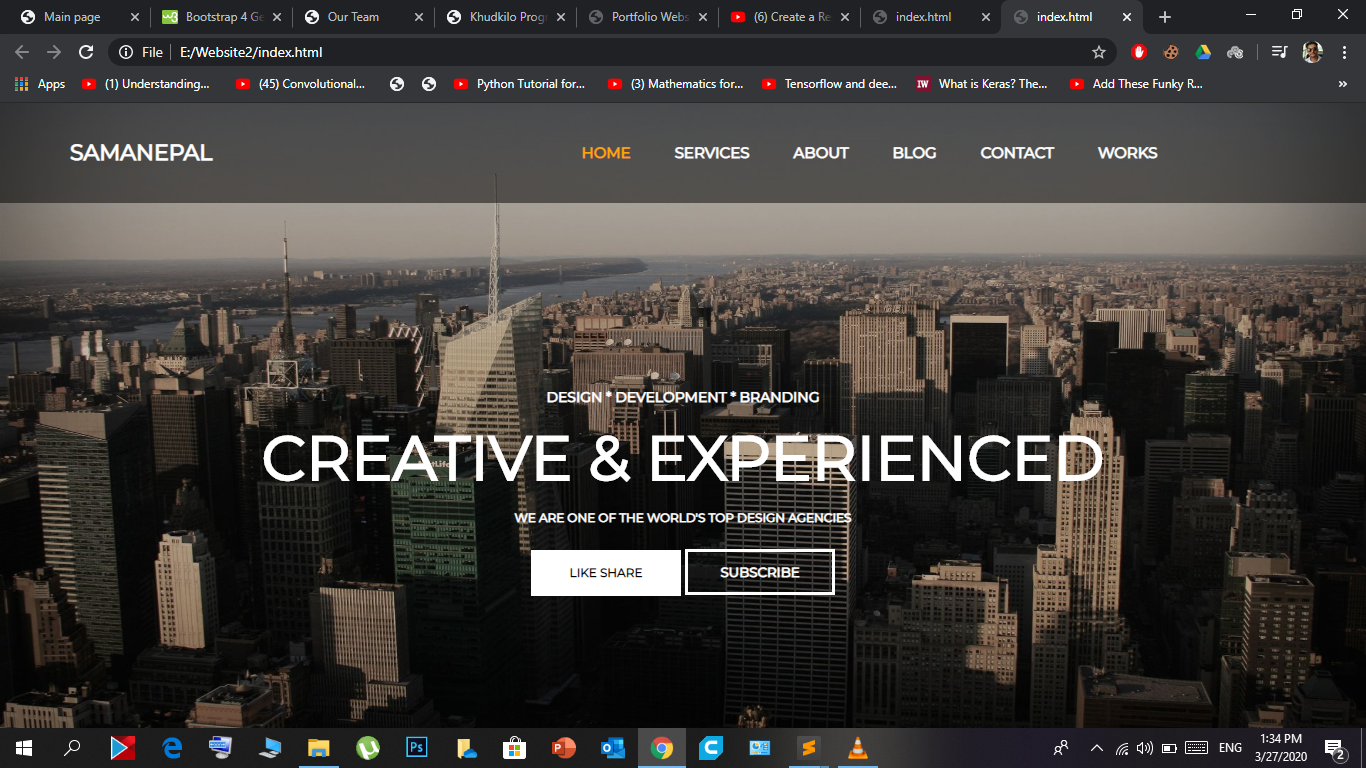 Main page
Bootstrap 4 Ge
Our Team
Khudkilo Prog
Portfolio Webs
(6) Create a Re
index.html
index.html
File
E:/Website2/index.html
Apps
(1) Understanding...
(45) Convolutional...
Python Tutorial for...
(3) Mathematics for...
Tensorflow and dee...
IW
What is Keras? The...
Add These Funky R...
»
SAMANEPAL
HOME
SERVICES
ABOUT
BLOG
CONTACT
WORKS
DESIGN * DEVELOPMENT * BRANDING
CREATIVE & EXPERIENCED
WE ARE ONE OF THE WORLD'S TOP DESIGN AGENCIES
LIKE SHARE
SUBSCRIBE
Ps
ENG
1:34 PM
3/27/2020
2